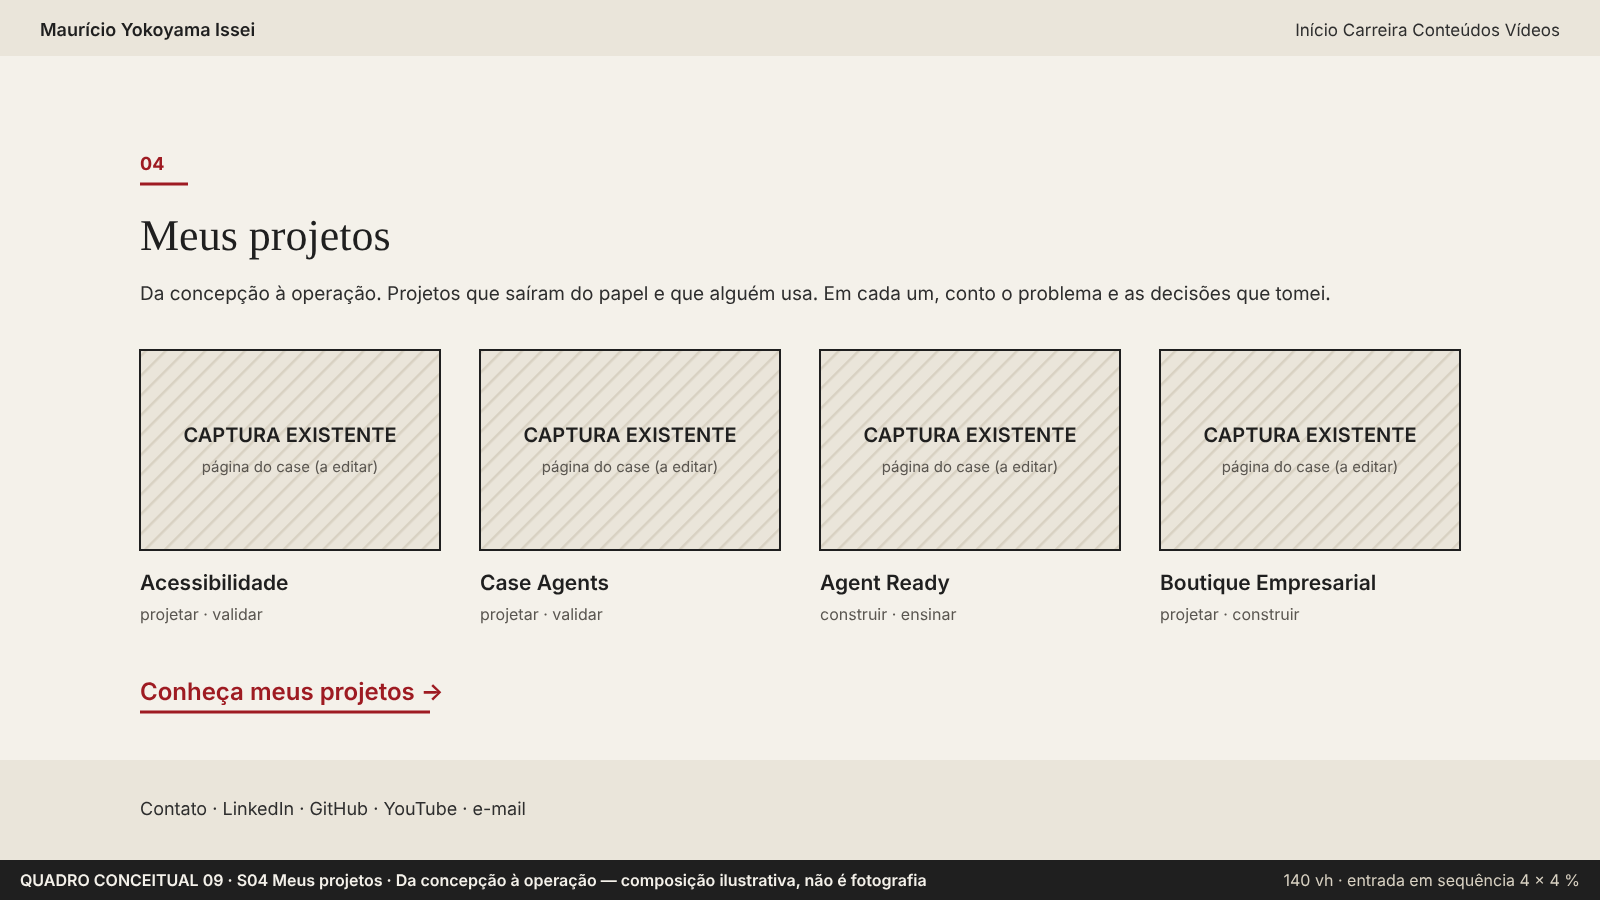 Maurício Yokoyama Issei
Início Carreira Conteúdos Vídeos
04
Meus projetos
Da concepção à operação. Projetos que saíram do papel e que alguém usa. Em cada um, conto o problema e as decisões que tomei.
CAPTURA EXISTENTE
página do case (a editar)
CAPTURA EXISTENTE
página do case (a editar)
CAPTURA EXISTENTE
página do case (a editar)
CAPTURA EXISTENTE
página do case (a editar)
Acessibilidade
projetar · validar
Case Agents
projetar · validar
Agent Ready
construir · ensinar
Boutique Empresarial
projetar · construir
Conheça meus projetos →
Contato · LinkedIn · GitHub · YouTube · e-mail
QUADRO CONCEITUAL 09 · S04 Meus projetos · Da concepção à operação — composição ilustrativa, não é fotografia
140 vh · entrada em sequência 4 × 4 %